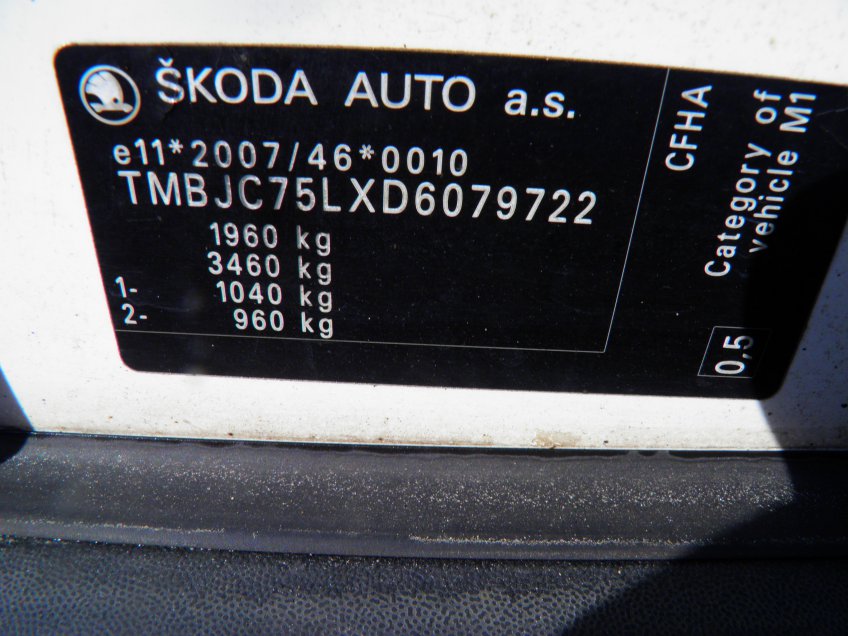 ŠKODA AUTO a.s.
e11*2007/46*0010
TMBJC75LXD6079722
1960 kg
3460 kg
1- 1040 kg
2- 960 kg
CFHA
Category of
vehicle M1
0,5